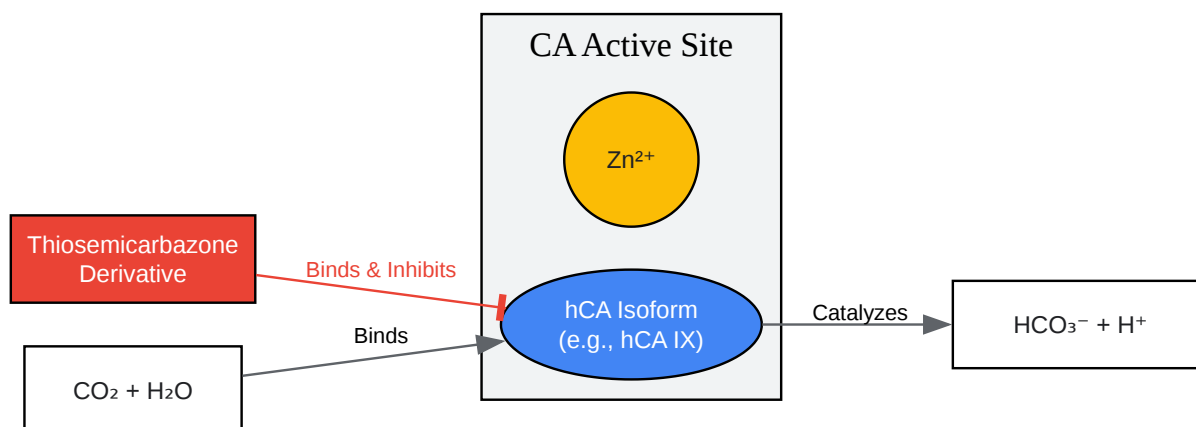 CA Active Site
Zn²⁺
Thiosemicarbazone
Derivative
Binds & Inhibits
hCA Isoform
(e.g., hCA IX)
Catalyzes
HCO₃⁻ + H⁺
Binds
CO₂ + H₂O